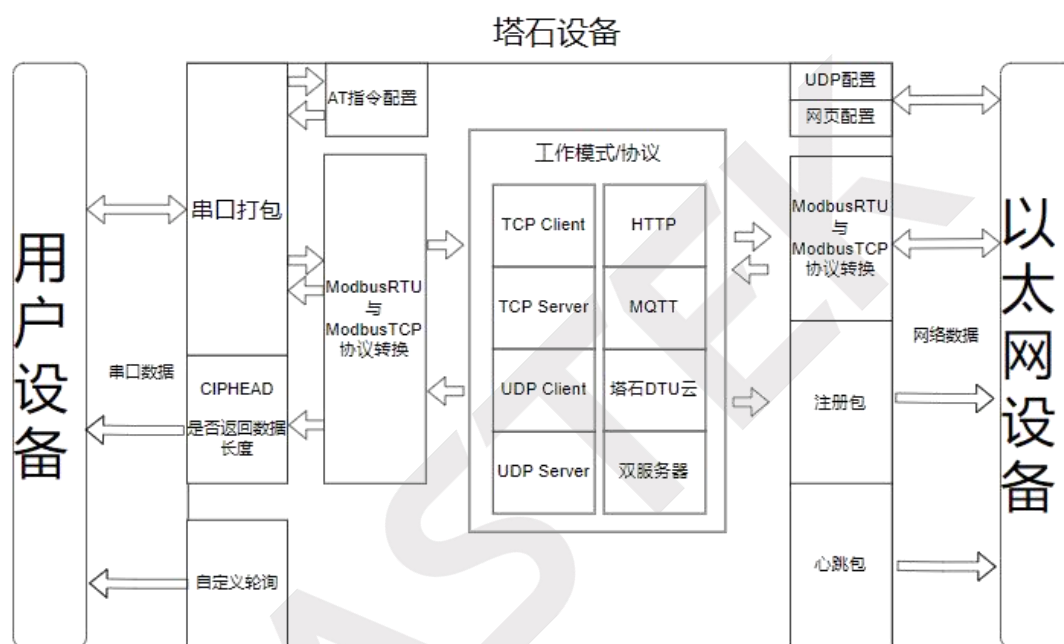 塔石设备
用户设备
串口数据
串口打包
CIPHEAD
是否返回数据
长度
自定义轮询
AT指令配置
ModbusRTU
与
ModbusTCP
协议转换
工作模式/协议
TCP Client
HTTP
TCP Server
MQTT
UDP Client
塔石DTU云
UDP Server
双服务器
UDP配置
网页配置
ModbusRTU
与
ModbusTCP
协议转换
注册包
心跳包
网络数据
以太网设备